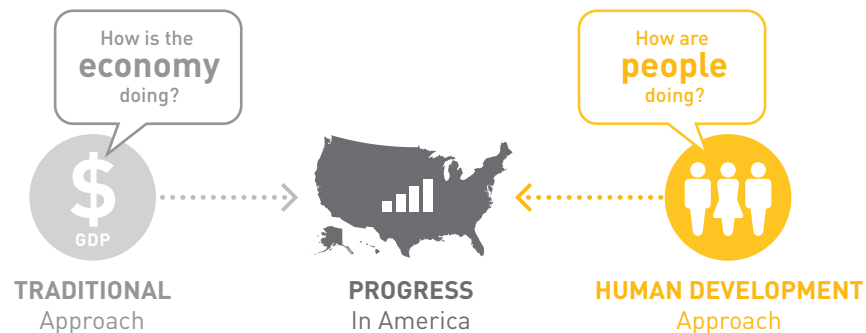 How is the
economy
doing?
How are
people
doing?
$
GDP
TRADITIONAL
Approach
PROGRESS
In America
HUMAN DEVELOPMENT
Approach